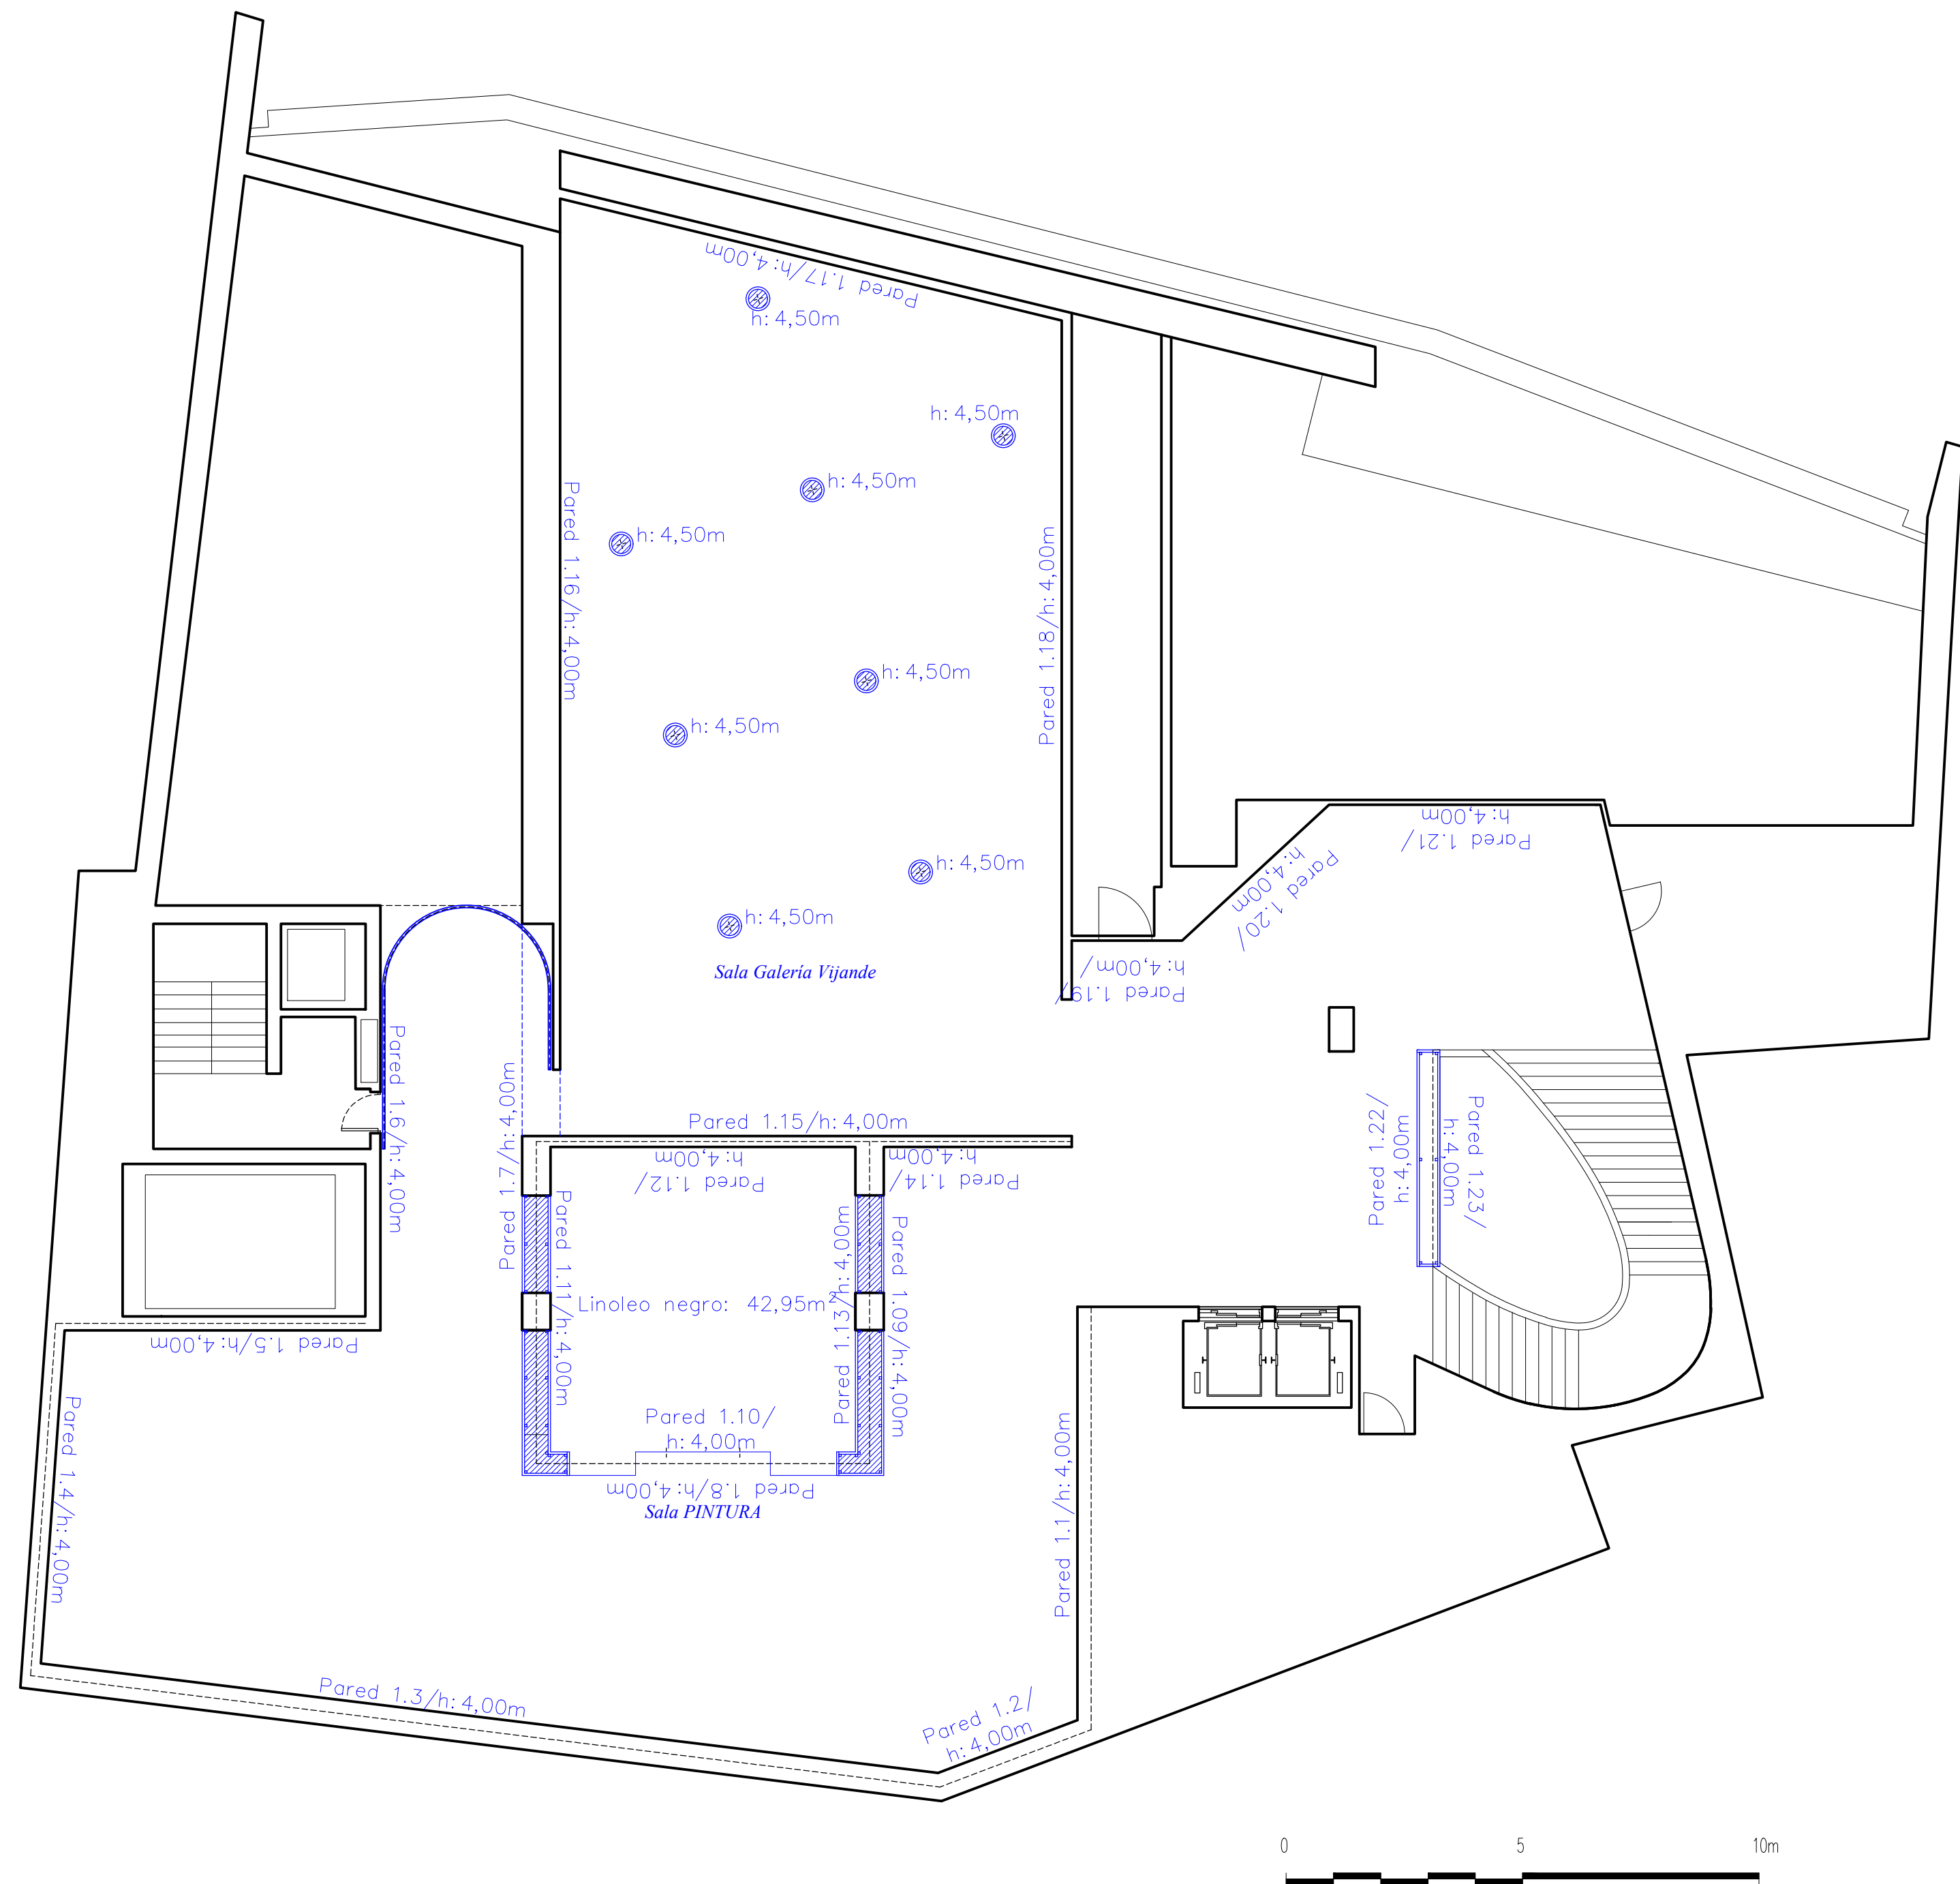 Pared 1.17/h:4,00m
h:4,50m
h:4,50m
h:4,50m
h:4,50m
Pared 1.16/h:4,00m
Pared 1.18/h:4,00m
h:4,50m
h:4,50m
Pared 1.21/
h:4,00m
Pared 1.20/
h:4,00m
h:4,50m
h:4,50m
Sala Galería Vijande
Pared 1.19/
h:4,00m/
Pared 1.6/h:4,00m
Pared 1.7/h:4,00m
Pared 1.15/h:4,00m
Pared 1.12/
h:4,00m
Pared 1.14/
h:4,00m
Pared 1.22/
h:4,00m
Pared 1.23/
h:4,00m
Pared 1.11/h:4,00m
Linoleo negro: 42,95m²
Pared 1.13/h:4,00m
Pared 1.09/h:4,00m
Pared 1.5/h:4,00m
Pared 1.10/
h:4,00m
Pared 1.8/h:4,00m
Sala PINTURA
Pared 1.4/h:4,00m
Pared 1.1/h:4,00m
Pared 1.3/h:4,00m
Pared 1.2/
h:4,00m
0 5 10m